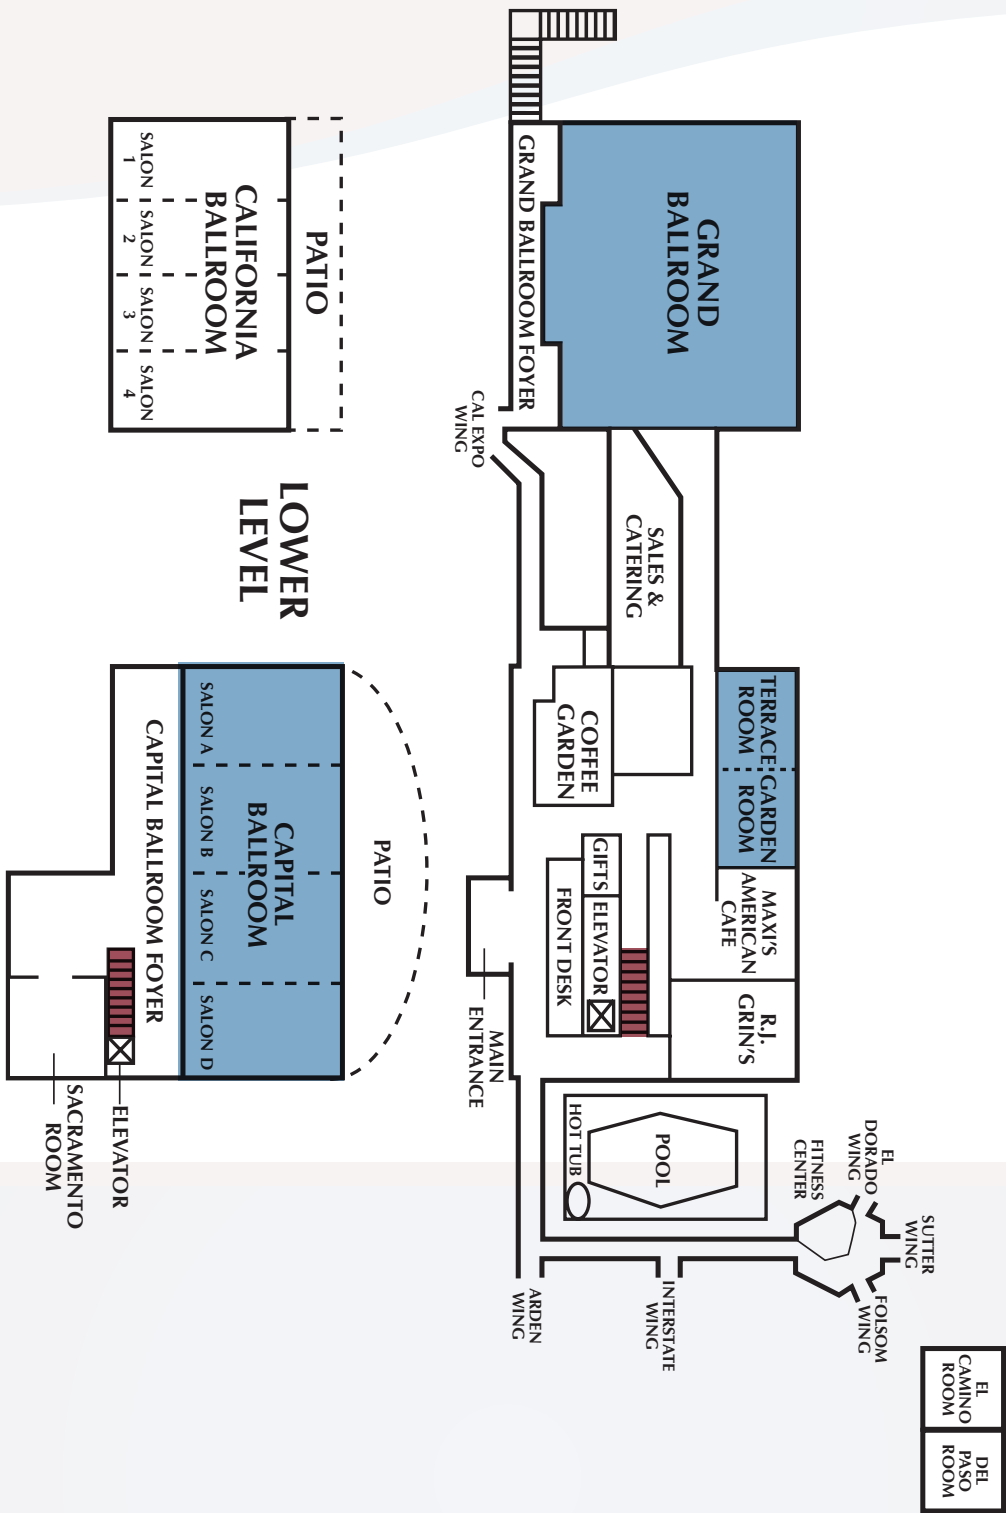 EL
CAMINO
ROOM
DEL
PASO
ROOM
SUTTER
WING
EL
DORADO
WING
FOLSOM
WING
FITNESS
CENTER
GRAND
BALLROOM
TERRACE
ROOM
GARDEN
ROOM
MAXI'S
AMERICAN
CAFE
R.J.
GRIN'S
POOL
HOT TUB
INTERSTATE
WING
SALES &
CATERING
COFFEE
GARDEN
GIFTS
ELEVATOR
FRONT DESK
GRAND BALLROOM FOYER
CAL EXPO
WING
MAIN
ENTRANCE
ARDEN
WING
PATIO
CALIFORNIA
BALLROOM
SALON
1
SALON
2
SALON
3
SALON
4
LOWER
LEVEL
PATIO
CAPITAL
BALLROOM
SALON A
SALON B
SALON C
SALON D
CAPITAL BALLROOM FOYER
ELEVATOR
SACRAMENTO
ROOM